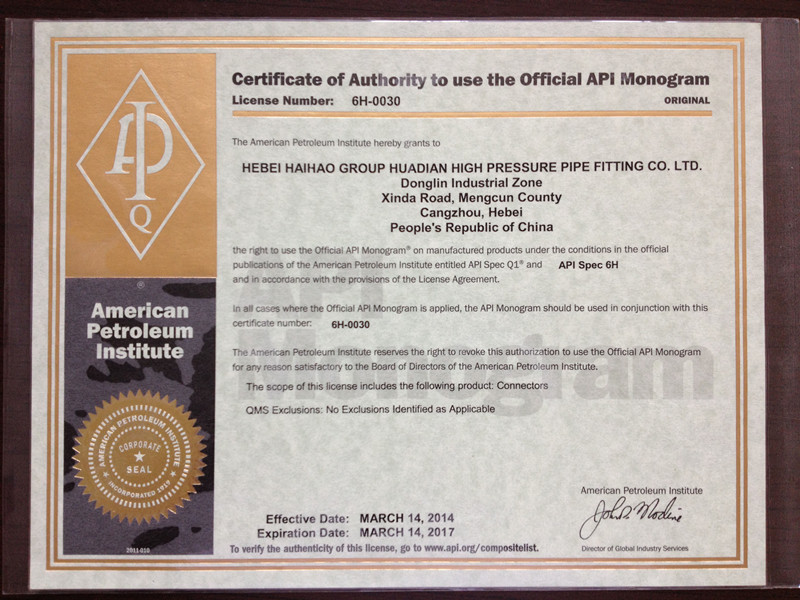 Certificate of Authority to use the Official API Monogram
License Number: 6H-0030 ORIGINAL
The American Petroleum Institute hereby grants to
HEBEI HAIHAO GROUP HUADIAN HIGH PRESSURE PIPE FITTING CO. LTD.
Donglin Industrial Zone
Xinda Road, Mengcun County
Cangzhou, Hebei
People's Republic of China
the right to use the Official API Monogram® on manufactured products under the conditions in the official
publications of the American Petroleum Institute entitled API Spec Q1® and API Spec 6H
and in accordance with the provisions of the License Agreement.
In all cases where the Official API Monogram is applied, the API Monogram should be used in conjunction with this
certificate number: 6H-0030
The American Petroleum Institute reserves the right to revoke this authorization to use the Official API Monogram
for any reason satisfactory to the Board of Directors of the American Petroleum Institute.
The scope of this license includes the following product: Connectors
QMS Exclusions: No Exclusions Identified as Applicable
Effective Date: MARCH 14, 2014
Expiration Date: MARCH 14, 2017
To verify the authenticity of this license, go to www.api.org/compositelist.
American Petroleum Institute
Director of Global Industry Services
API
Q
®
American
Petroleum
Institute
AMERICAN PETROLEUM INSTITUTE
CORPORATE
SEAL
INCORPORATED 1919
2011-010
Monogram